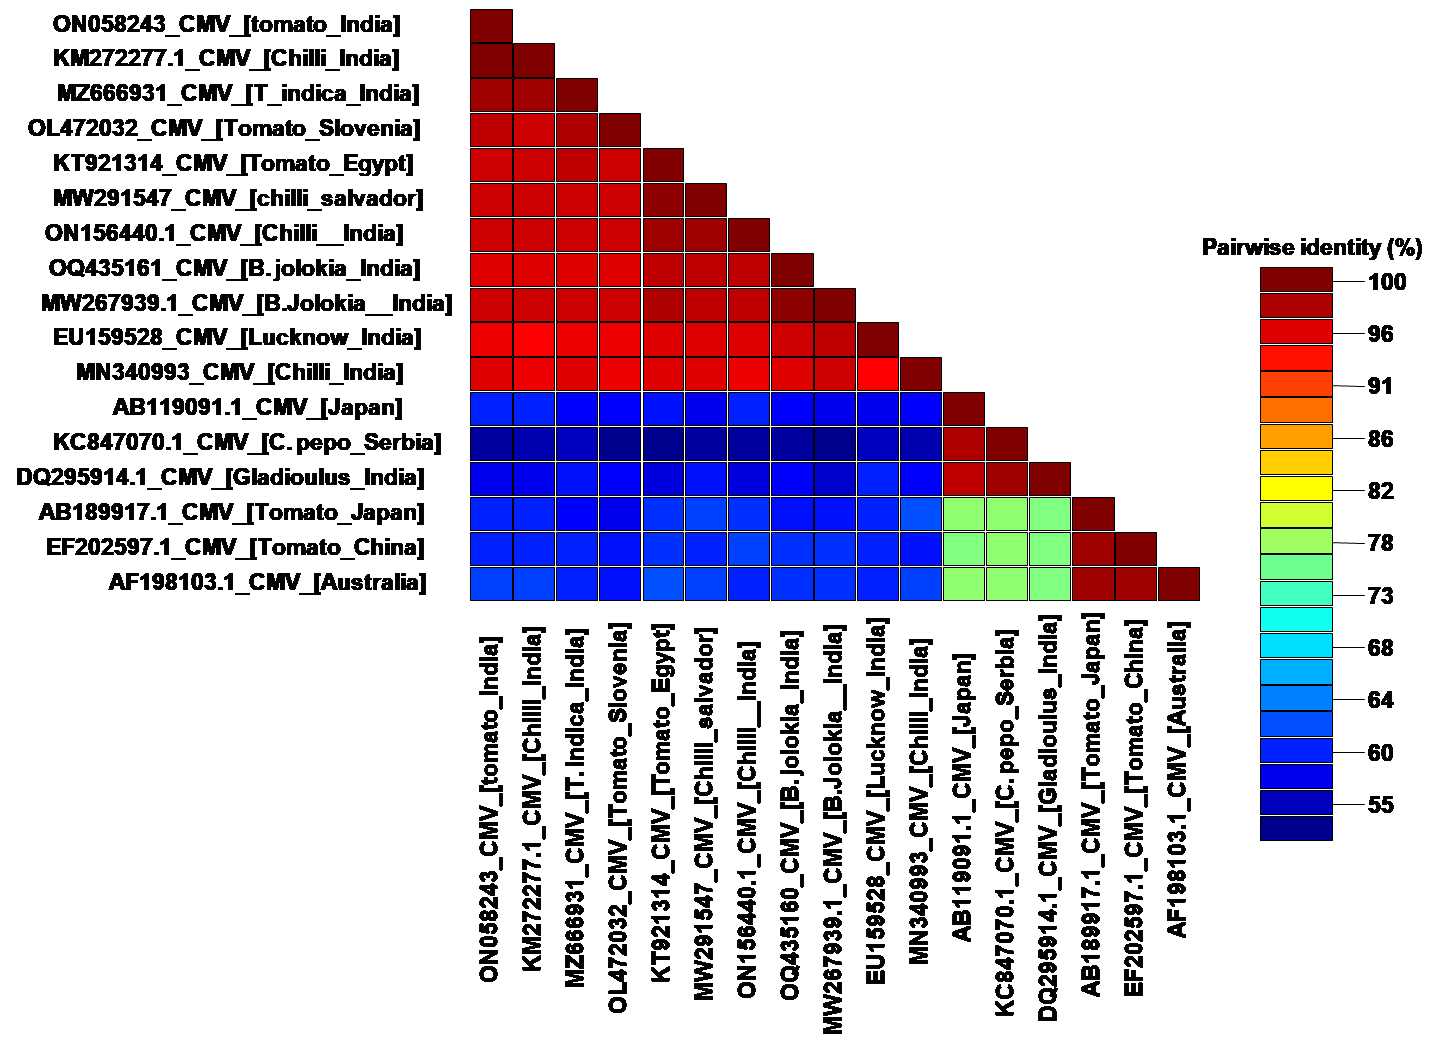 ON058243_CMV_[tomato_India]
KM272277.1_CMV_[Chilli_India]
MZ666931_CMV_[T_indica_India]
OL472032_CMV_[Tomato_Slovenia]
KT921314_CMV_[Tomato_Egypt]
MW291547_CMV_[chilli_salvador]
ON156440.1_CMV_[Chilli__India]
OQ435161_CMV_[B. jolokia_India]
MW267939.1_CMV_[B.Jolokia__India]
EU159528_CMV_[Lucknow_India]
MN340993_CMV_[Chilli_India]
AB119091.1_CMV_[Japan]
KC847070.1_CMV_[C. pepo_Serbia]
DQ295914.1_CMV_[Gladioulus_India]
AB189917.1_CMV_[Tomato_Japan]
EF202597.1_CMV_[Tomato_China]
AF198103.1_CMV_[Australia]
Pairwise identity (%)
100
96
91
86
82
78
73
68
64
60
55
ON058243_CMV_[tomato_India]
KM272277.1_CMV_[Chilli_India]
MZ666931_CMV_[T. indica_India]
OL472032_CMV_[Tomato_Slovenia]
KT921314_CMV_[Tomato_Egypt]
MW291547_CMV_[Chilli_salvador]
ON156440.1_CMV_[Chilli__India]
OQ435160_CMV_[B. jolokia_India]
MW267939.1_CMV_[B.Jolokia__India]
EU159528_CMV_[Lucknow_India]
MN340993_CMV_[Chilli_India]
AB119091.1_CMV_[Japan]
KC847070.1_CMV_[C. pepo_Serbia]
DQ295914.1_CMV_[Gladioulus_India]
AB189917.1_CMV_[Tomato_Japan]
EF202597.1_CMV_[Tomato_China]
AF198103.1_CMV_[Australia]